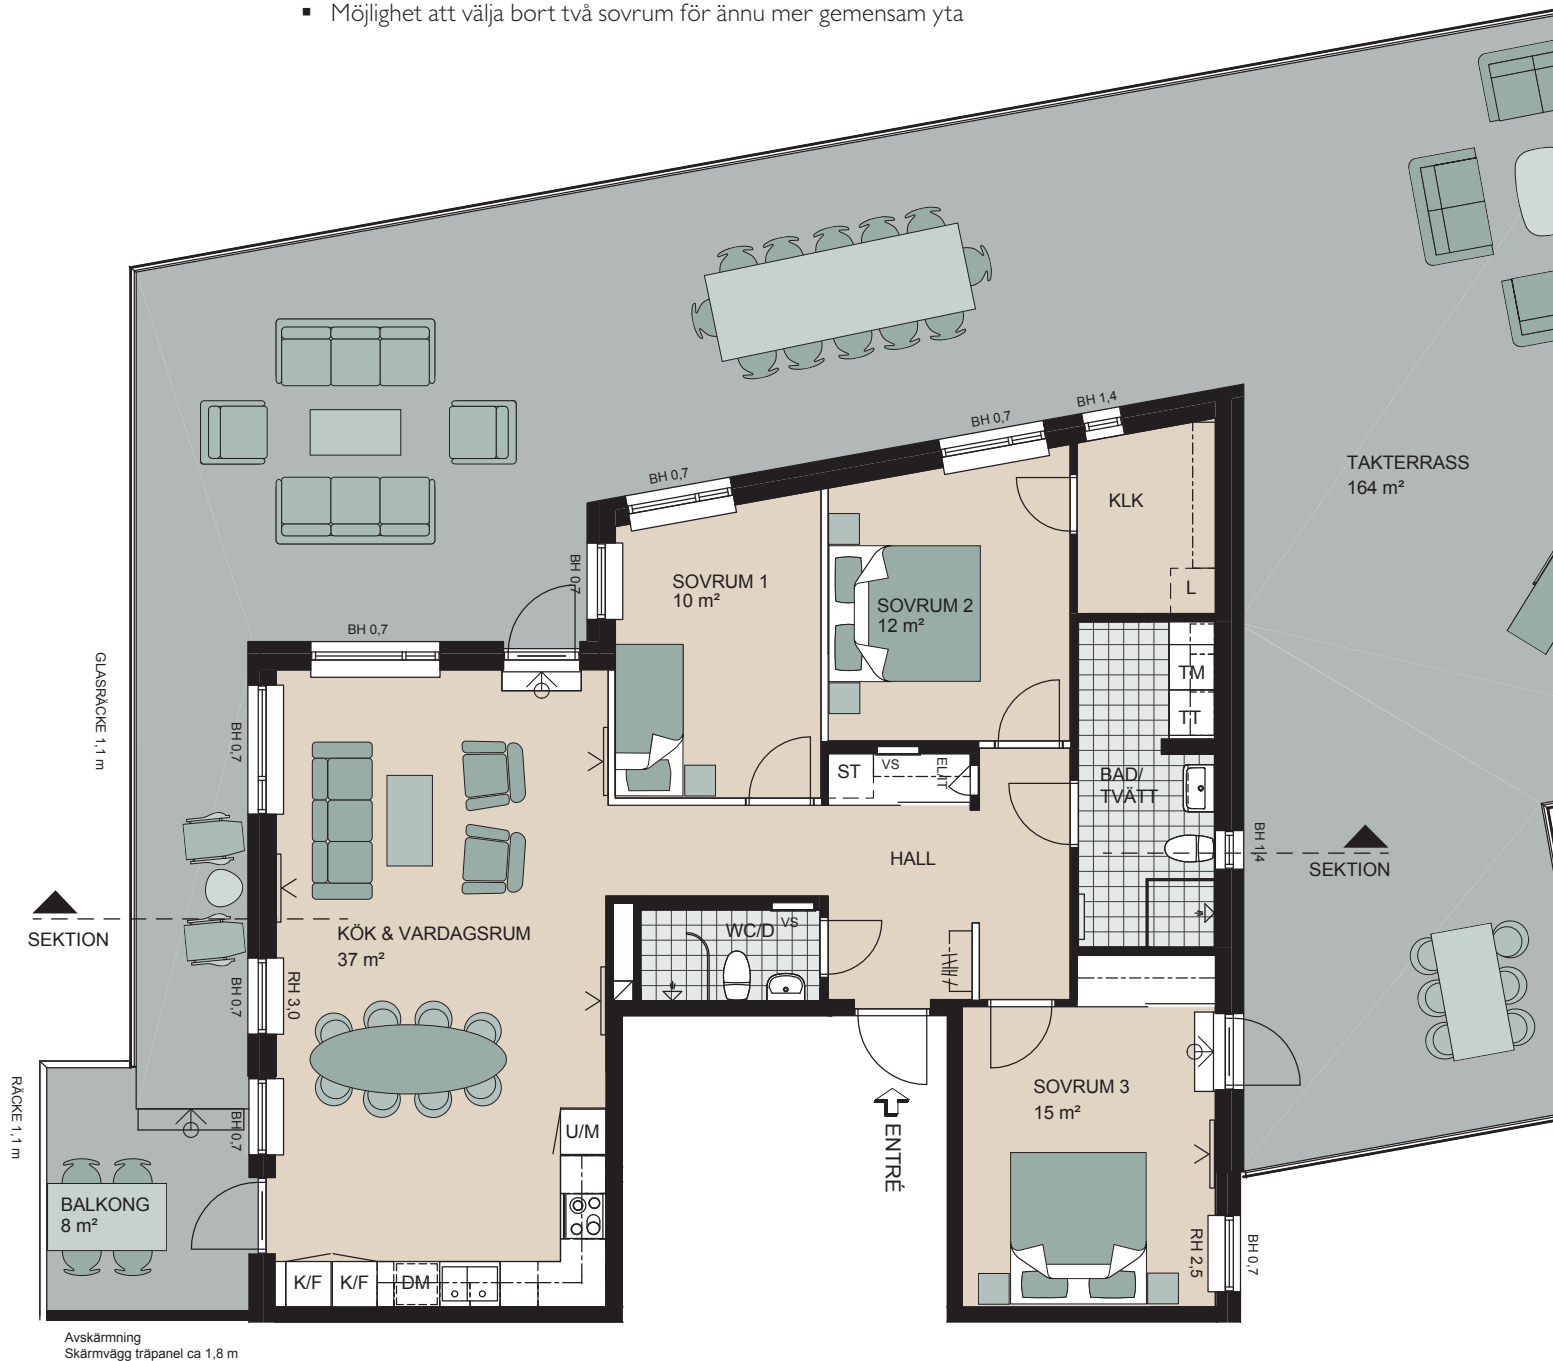 ▪ Möjlighet att välja bort två sovrum för ännu mer gemensam yta
BH 1,4
BH 0,7
BH 0,7
TAKTERRASS
164 m²
KLK
L
BH 0,7
SOVRUM 1
10 m²
SOVRUM 2
12 m²
BH 0,7
GLASRÄCKE 1,1 m
BH 0,7
TM
TT
ST
VS
EL/IT
BAD/
TVÄTT
HALL
BH 1,4
SEKTION
SEKTION
KÖK & VARDAGSRUM
37 m²
WC/D
VS
BH 0,7
RH 3,0
RÄCKE 1,1 m
BH 0,7
U/M
ENTRÉ
SOVRUM 3
15 m²
BALKONG
8 m²
RH 2,5
BH 0,7
K/F
K/F
DM
Avskärmning
Skärmvägg träpanel ca 1,8 m